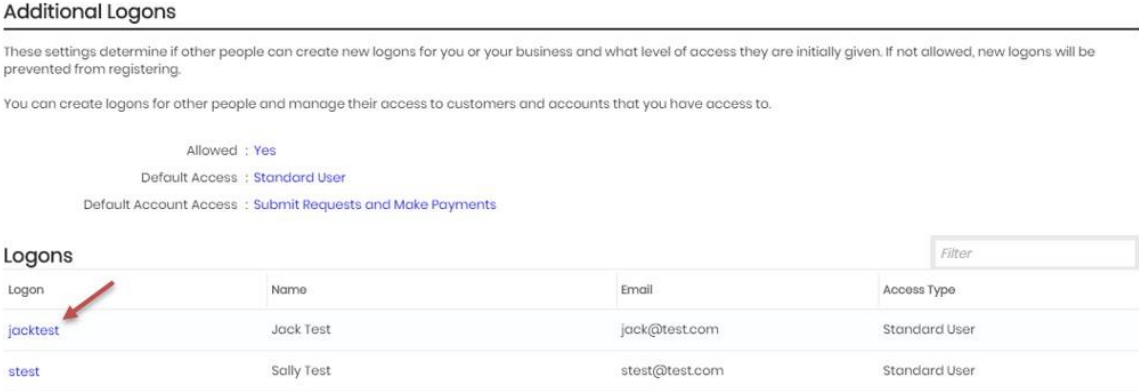 Additional Logons
These settings determine if other people can create new logons for you or your business and what level of access they are initially given. If not allowed, new logons will be
prevented from registering.
You can create logons for other people and manage their access to customers and accounts that you have access to.
Allowed : Yes
Default Access : Standard User
Default Account Access : Submit Requests and Make Payments
Logons
Filter
Logon Name Email Access Type
jacktest Jack Test jack@test.com Standard User
stest Sally Test stest@test.com Standard User